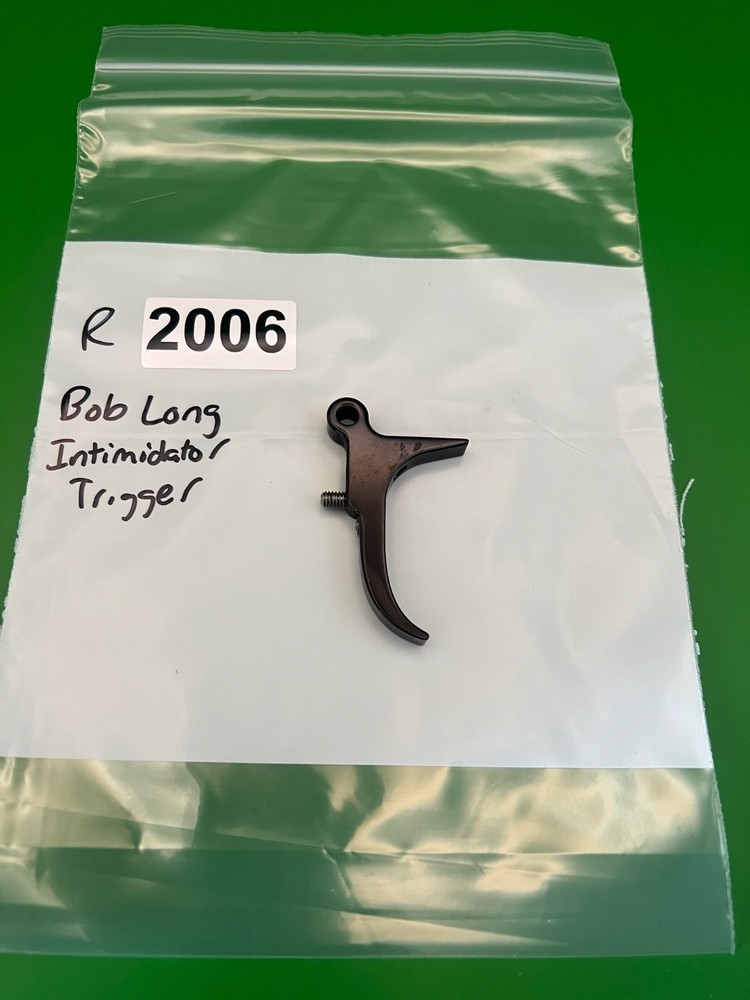 R 2006
Bob Long
Intimidator
Trigger